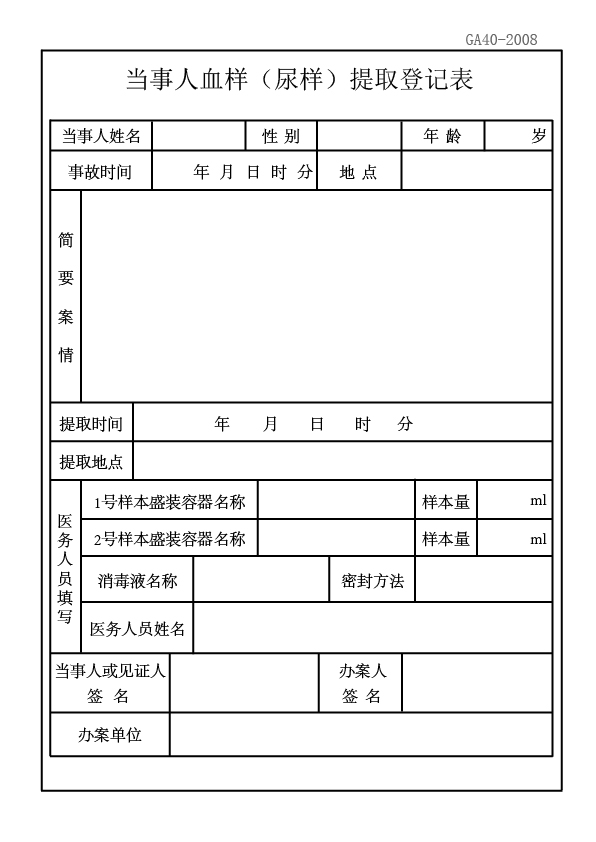 GA40-2008
当事人血样（尿样）提取登记表
当事人姓名 性 别 年 龄 岁
事故时间 年 月 日 时 分 地 点
简
要
案
情
提取时间 年 月 日 时 分
提取地点
医务人员填写
1号样本盛装容器名称 样本量 ml
2号样本盛装容器名称 样本量 ml
消毒液名称 密封方法
医务人员姓名
当事人或见证人
签 名
办案人
签 名
办案单位